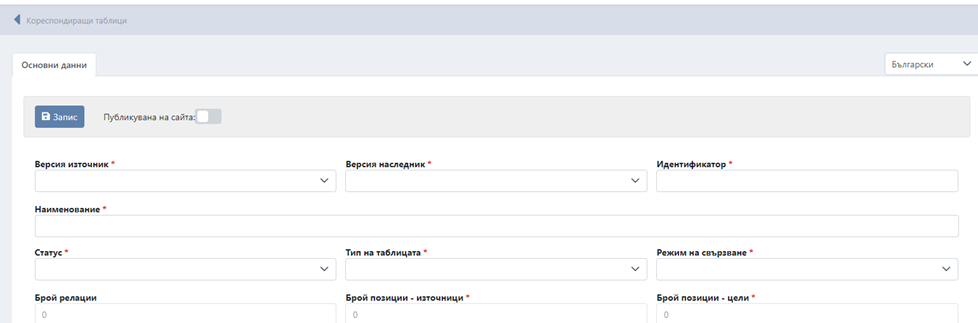 Кореспондиращи таблици
Основни данни
Български
Запис
Публикувана на сайта:
Версия източник * Версия наследник * Идентификатор *
Наименование *
Статус * Тип на таблицата * Режим на свързване *
Брой релации Брой позиции - източници * Брой позиции - цели *
0 0 0